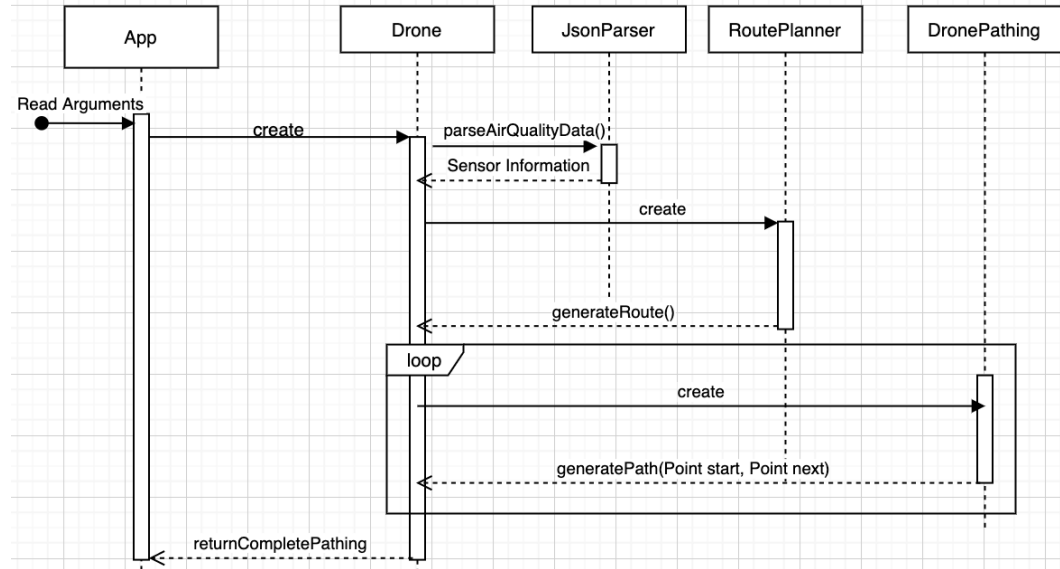 App
Drone
JsonParser
RoutePlanner
DronePathing
Read Arguments
create
parseAirQualityData()
Sensor Information
create
generateRoute()
loop
create
generatePath(Point start, Point next)
returnCompletePathing